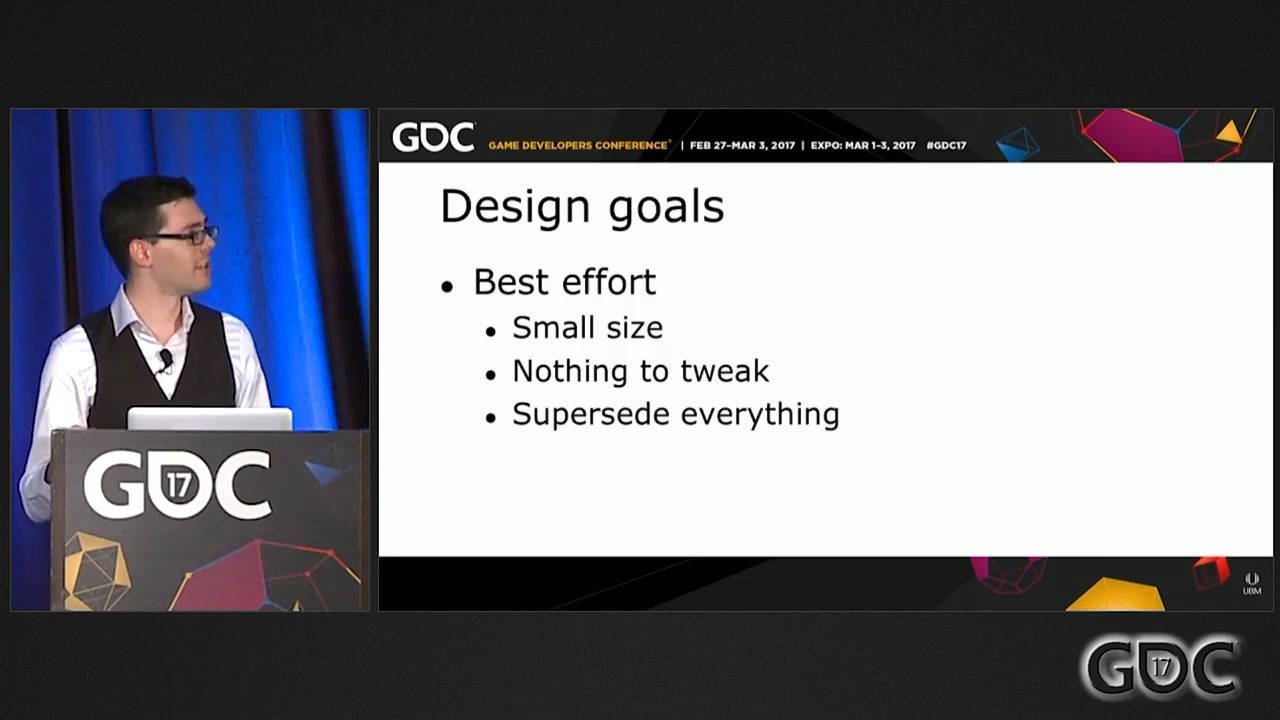 GDC
GAME DEVELOPERS CONFERENCE® | FEB 27–MAR 3, 2017 | EXPO: MAR 1–3, 2017 #GDC17
Design goals
• Best effort
• Small size
• Nothing to tweak
• Supersede everything
GDC
17
UBM
GDC
17